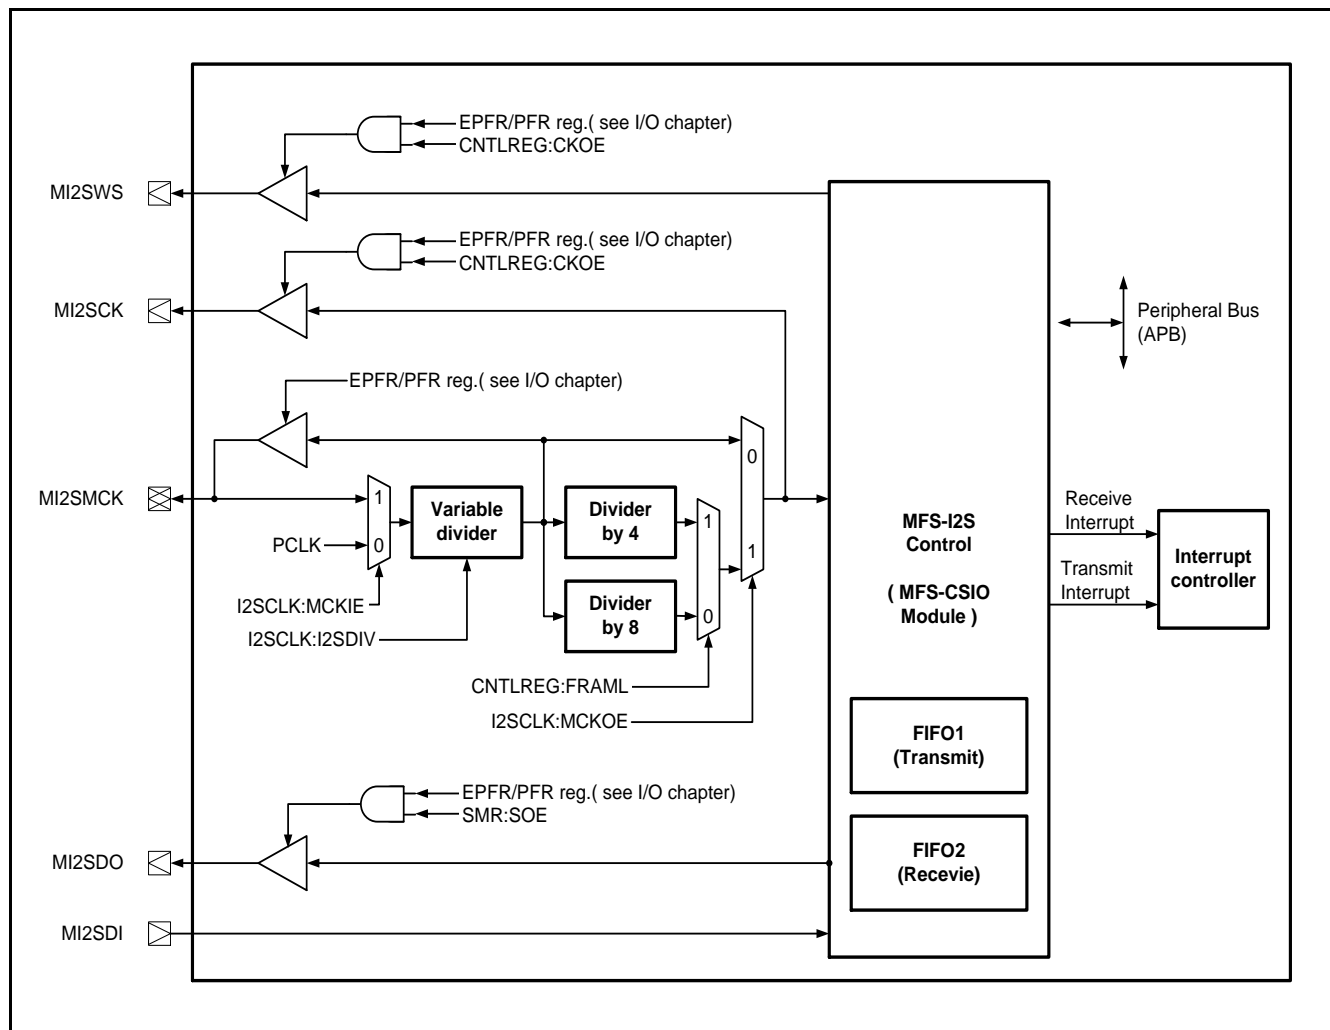 EPFR/PFR reg.( see I/O chapter)
CNTLREG:CKOE
MI2SWS
EPFR/PFR reg.( see I/O chapter)
CNTLREG:CKOE
MI2SCK
Peripheral Bus
(APB)
EPFR/PFR reg.( see I/O chapter)
0
1
MI2SMCK
1
0
Variable
divider
Divider
by 4
1
0
PCLK
Divider
by 8
I2SCLK:MCKIE
I2SCLK:I2SDIV
CNTLREG:FRAML
I2SCLK:MCKOE
MFS-I2S
Control
( MFS-CSIO
Module )
Receive
Interrupt
Transmit
Interrupt
Interrupt
controller
FIFO1
(Transmit)
EPFR/PFR reg.( see I/O chapter)
SMR:SOE
MI2SDO
FIFO2
(Recevie)
MI2SDI